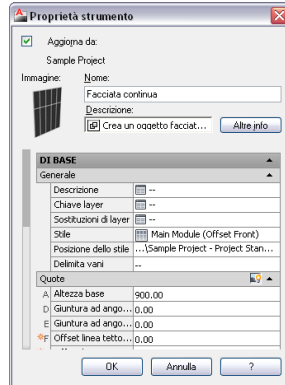 Proprietà strumento
Aggiorna da:
Sample Project
Immagine:
Nome:
Facciata continua
Descrizione:
Crea un oggetto facciat...
Altre info
DI BASE
Generale
Descrizione --
Chiave layer --
Sostituzioni di layer --
Stile Main Module (Offset Front)
Posizione dello stile ...\Sample Project - Project Stan...
Delimita vani --
Quote
A Altezza base 900.00
D Giuntura ad ango... 0.00
E Giuntura ad ango... 0.00
F Offset linea tetto... 0.00
OK
Annulla
?